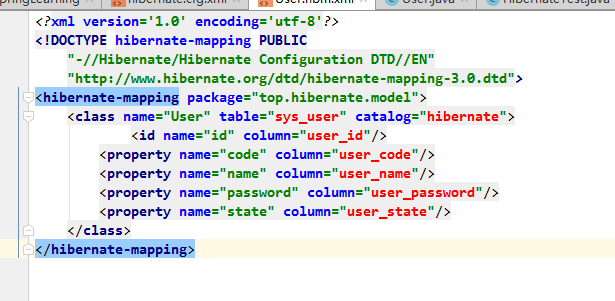 hibernate.cfg.xml User.hbm.xml User.java HibernateTest.java
<?xml version='1.0' encoding='utf-8'?>
<!DOCTYPE hibernate-mapping PUBLIC
"-//Hibernate/Hibernate Configuration DTD//EN"
"http://www.hibernate.org/dtd/hibernate-mapping-3.0.dtd">
<hibernate-mapping package="top.hibernate.model">
<class name="User" table="sys_user" catalog="hibernate">
<id name="id" column="user_id"/>
<property name="code" column="user_code"/>
<property name="name" column="user_name"/>
<property name="password" column="user_password"/>
<property name="state" column="user_state"/>
</class>
</hibernate-mapping>